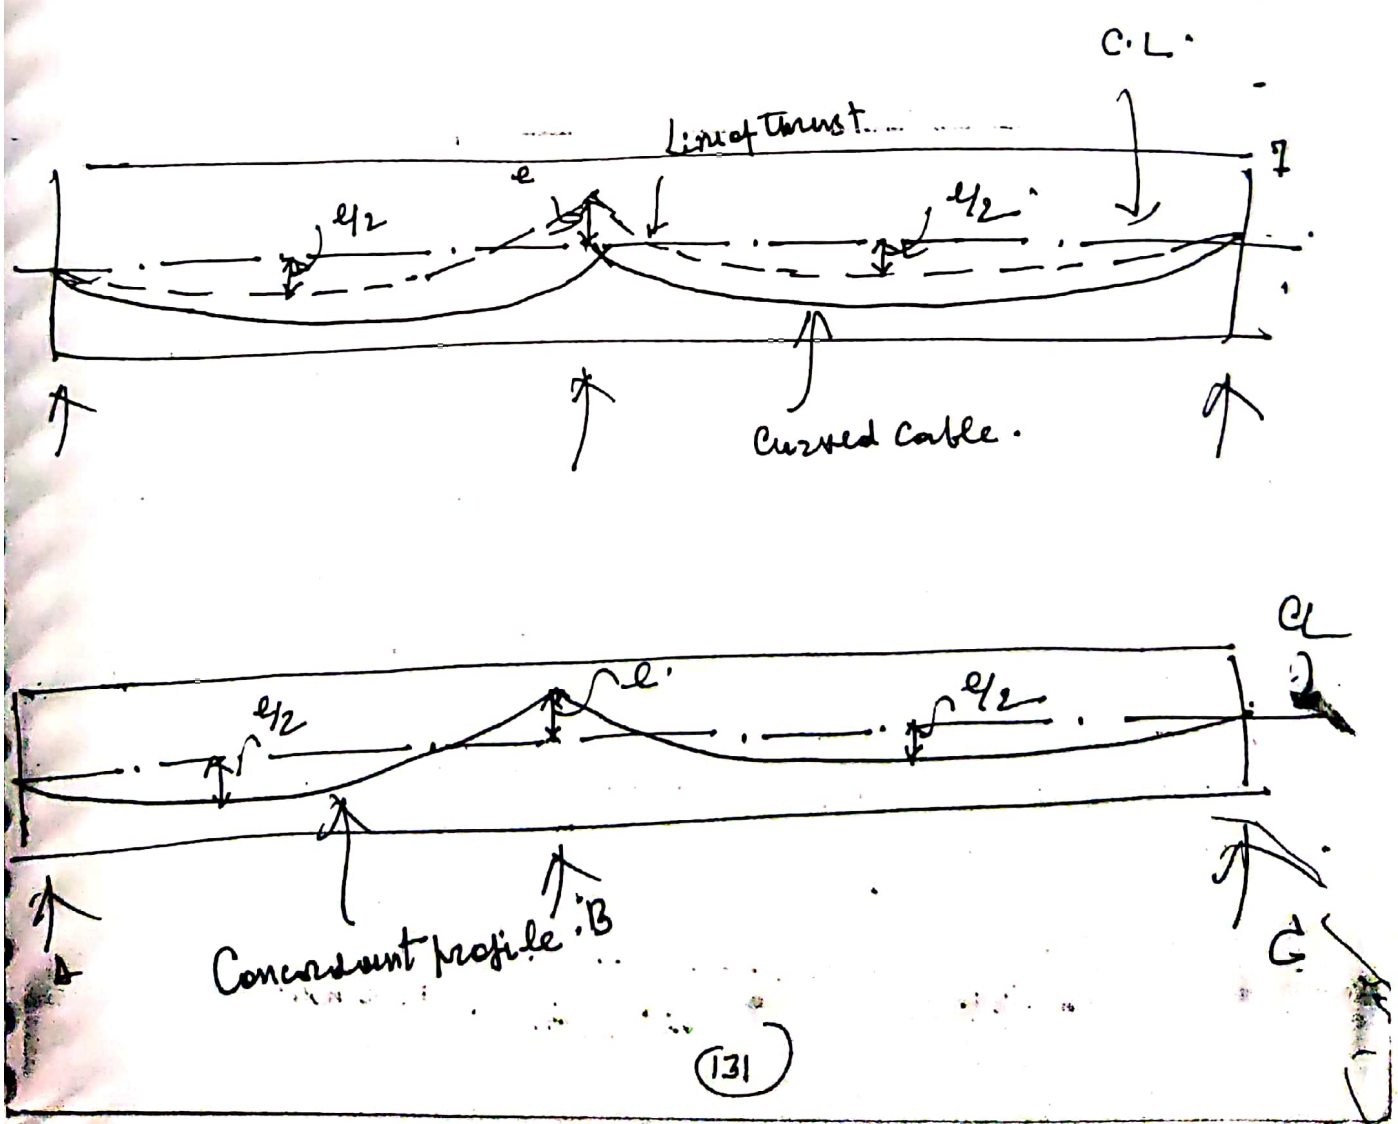 C.L.
Line of Thrust
e
e/2
e/2
Curved Cable.
CL
e
e/2
e/2
A
B
C
Concordant profile.
131